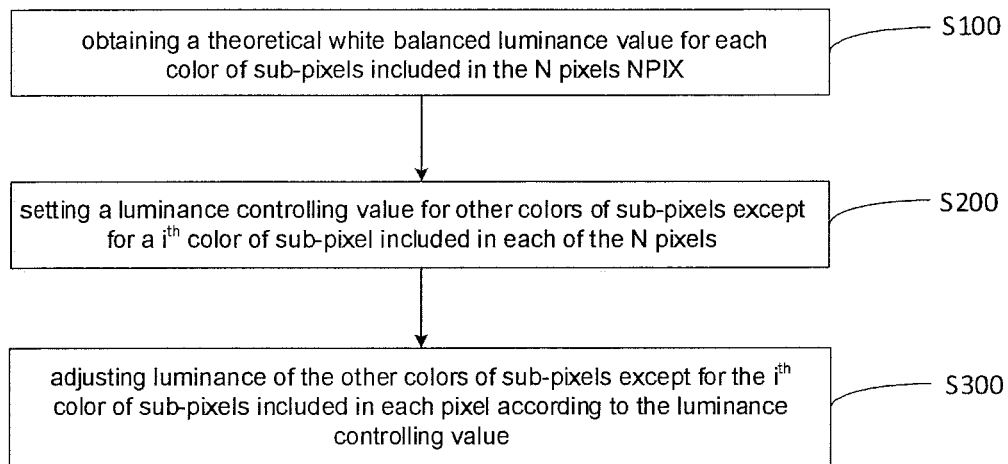 obtaining a theoretical white balanced luminance value for each
color of sub-pixels included in the N pixels NPIX
S100
setting a luminance controlling value for other colors of sub-pixels except
for a ith color of sub-pixel included in each of the N pixels
S200
adjusting luminance of the other colors of sub-pixels except for the ith
color of sub-pixels included in each pixel according to the luminance
controlling value
S300